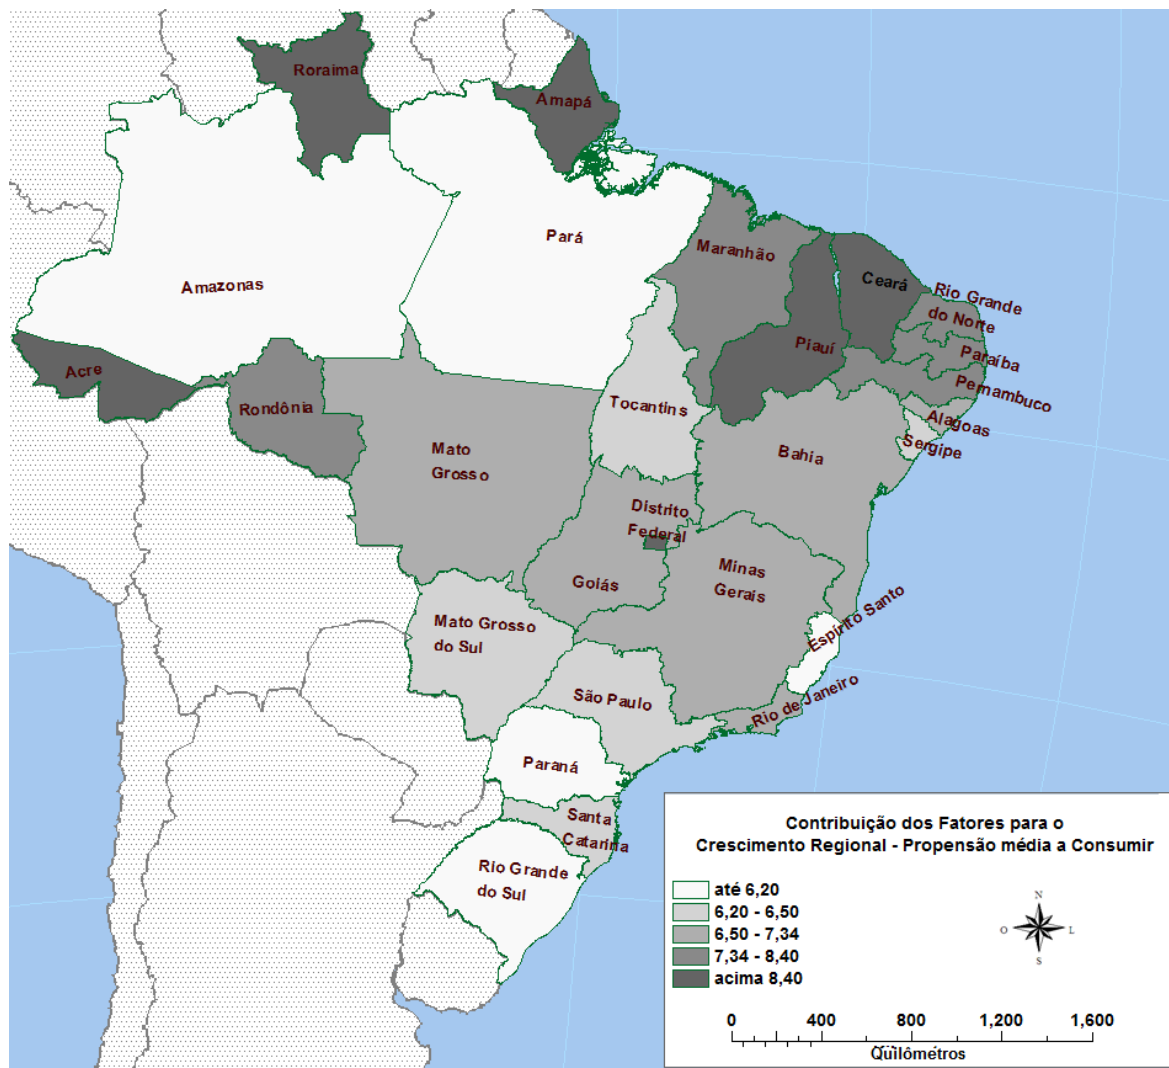 Roraima
Amapá
Pará
Maranhão
Ceará
Rio Grande
do Norte
Amazonas
Piauí
Paraíba
Acre
Pernambuco
Rondônia
Tocantins
Alagoas
Sergipe
Mato
Grosso
Bahia
Distrito
Federal
Goiás
Minas
Gerais
Espírito Santo
Mato Grosso
do Sul
São Paulo
Rio de Janeiro
Paraná
Santa
Catarina
Rio Grande
do Sul
Contribuição dos Fatores para o
Crescimento Regional - Propensão média a Consumir
até 6,20
6,20 - 6,50
6,50 - 7,34
7,34 - 8,40
acima 8,40
N
O L
S
0 400 800 1,200 1,600
Quilômetros